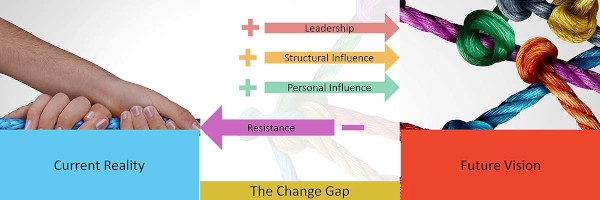 Leadership
+
Structural Influence
+
Personal Influence
+
Resistance
−
Current Reality
The Change Gap
Future Vision